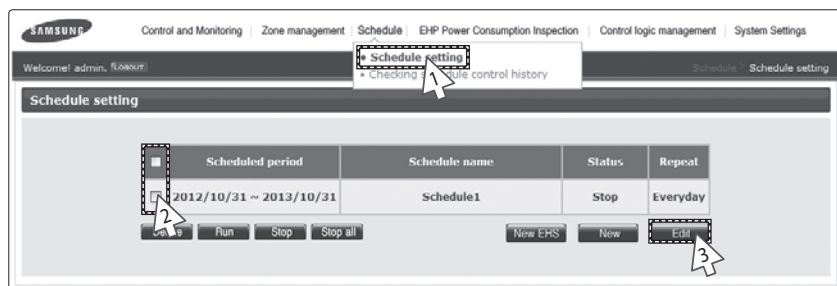 SAMSUNG Control and Monitoring Zone management Schedule EHP Power Consumption Inspection Control logic management System Settings
Welcome! admin. LOGOUT Schedule > Schedule setting
• Schedule setting
• Checking schedule control history
1
Schedule setting
Scheduled period Schedule name Status Repeat
2012/10/31 ~ 2013/10/31 Schedule1 Stop Everyday
2
Run Stop Stop all New EHS New Edit
3